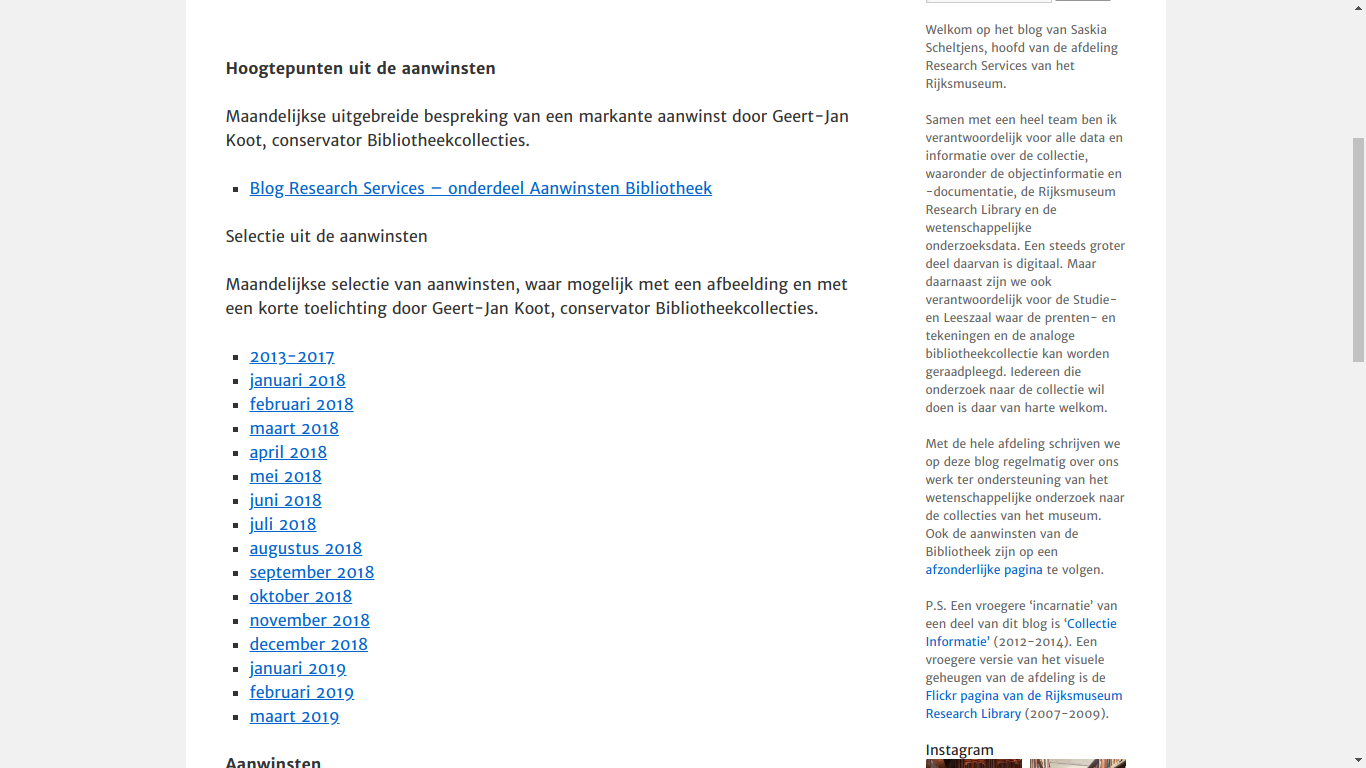 Hoogtepunten uit de aanwinsten
Maandelijkse uitgebreide bespreking van een markante aanwinst door Geert-Jan
Koot, conservator Bibliotheekcollecties.
Blog Research Services – onderdeel Aanwinsten Bibliotheek
Selectie uit de aanwinsten
Maandelijkse selectie van aanwinsten, waar mogelijk met een afbeelding en met
een korte toelichting door Geert-Jan Koot, conservator Bibliotheekcollecties.
2013-2017
januari 2018
februari 2018
maart 2018
april 2018
mei 2018
juni 2018
juli 2018
augustus 2018
september 2018
oktober 2018
november 2018
december 2018
januari 2019
februari 2019
maart 2019
Aanwinsten
Welkom op het blog van Saskia
Scheltjens, hoofd van de afdeling
Research Services van het
Rijksmuseum.
Samen met een heel team ben ik
verantwoordelijk voor alle data en
informatie over de collectie,
waaronder de objectinformatie en
-documentatie, de Rijksmuseum
Research Library en de
wetenschappelijke
onderzoeksdata. Een steeds groter
deel daarvan is digitaal. Maar
daarnaast zijn we ook
verantwoordelijk voor de Studie-
en Leeszaal waar de prenten- en
tekeningen en de analoge
bibliotheekcollectie kan worden
geraadpleegd. Iedereen die
onderzoek naar de collectie wil
doen is daar van harte welkom.
Met de hele afdeling schrijven we
op deze blog regelmatig over ons
werk ter ondersteuning van het
wetenschappelijke onderzoek naar
de collecties van het museum.
Ook de aanwinsten van de
Bibliotheek zijn op een
afzonderlijke pagina te volgen.
P.S. Een vroegere ‘incarnatie’ van
een deel van dit blog is ‘Collectie
Informatie’ (2012-2014). Een
vroegere versie van het visuele
geheugen van de afdeling is de
Flickr pagina van de Rijksmuseum
Research Library (2007-2009).
Instagram